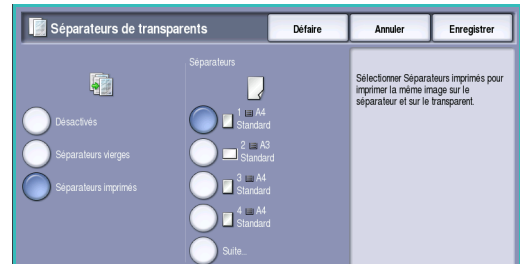 Séparateurs de transparents
Défaire
Annuler
Enregistrer
Désactivés
Séparateurs vierges
Séparateurs imprimés
Séparateurs
1 A4
Standard
2 A3
Standard
3 A4
Standard
4 A4
Standard
Suite...
Sélectionner Séparateurs imprimés pour
imprimer la même image sur le
séparateur et sur le transparent.